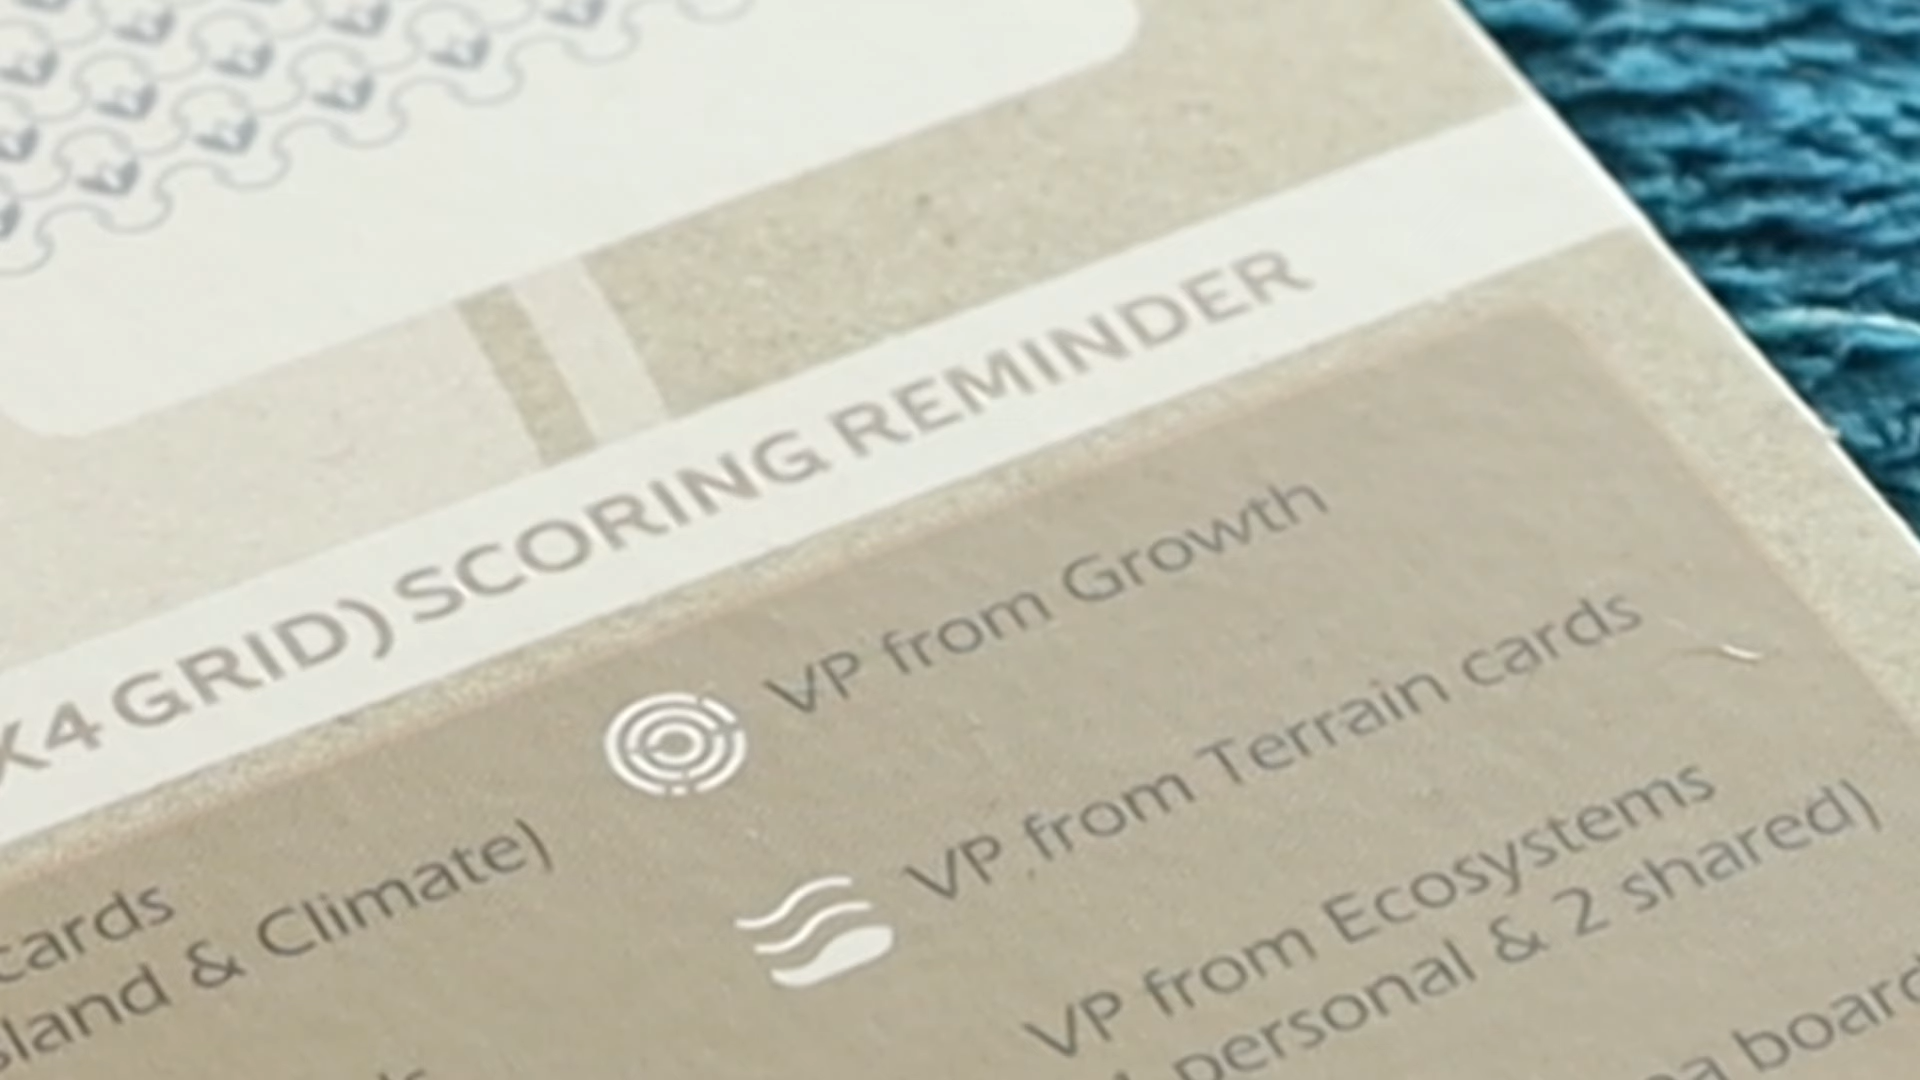 X4 GRID) SCORING REMINDER
cards
sland & Climate)
VP from Growth
VP from Terrain cards
VP from Ecosystems
personal & 2 shared)
board